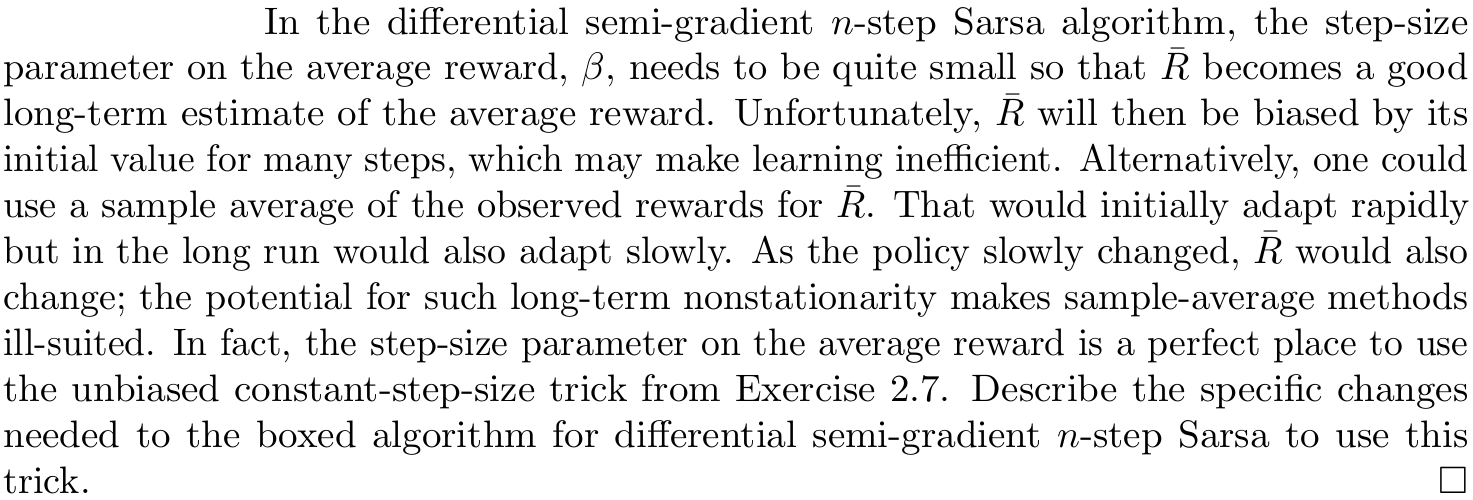 In the differential semi-gradient n-step Sarsa algorithm, the step-size
parameter on the average reward, β, needs to be quite small so that R̄ becomes a good
long-term estimate of the average reward. Unfortunately, R̄ will then be biased by its
initial value for many steps, which may make learning inefficient. Alternatively, one could
use a sample average of the observed rewards for R̄. That would initially adapt rapidly
but in the long run would also adapt slowly. As the policy slowly changed, R̄ would also
change; the potential for such long-term nonstationarity makes sample-average methods
ill-suited. In fact, the step-size parameter on the average reward is a perfect place to use
the unbiased constant-step-size trick from Exercise 2.7. Describe the specific changes
needed to the boxed algorithm for differential semi-gradient n-step Sarsa to use this
trick. □